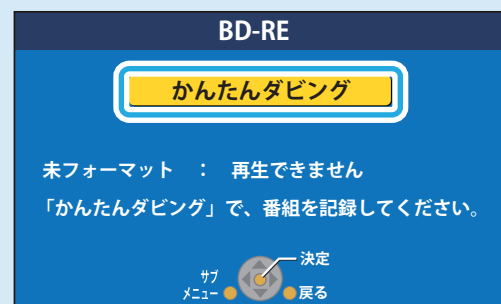 BD-RE
かんたんダビング
未フォーマット ： 再生できません
「かんたんダビング」で、番組を記録してください。
決定
サブ
メニュー
戻る